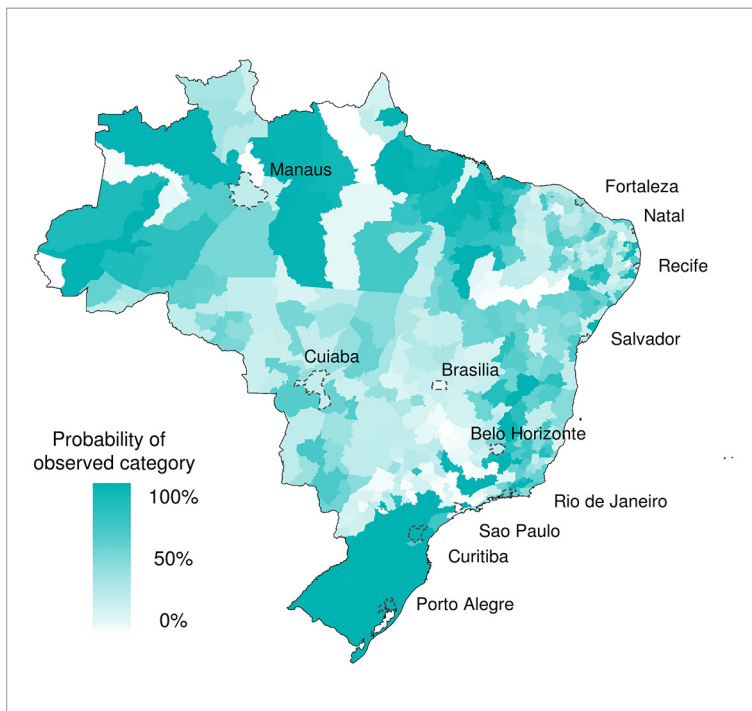 Manaus
Fortaleza
Natal
Recife
Salvador
Cuiaba
Brasilia
Belo Horizonte
Rio de Janeiro
Sao Paulo
Curitiba
Porto Alegre
Probability of
observed category
100%
50%
0%